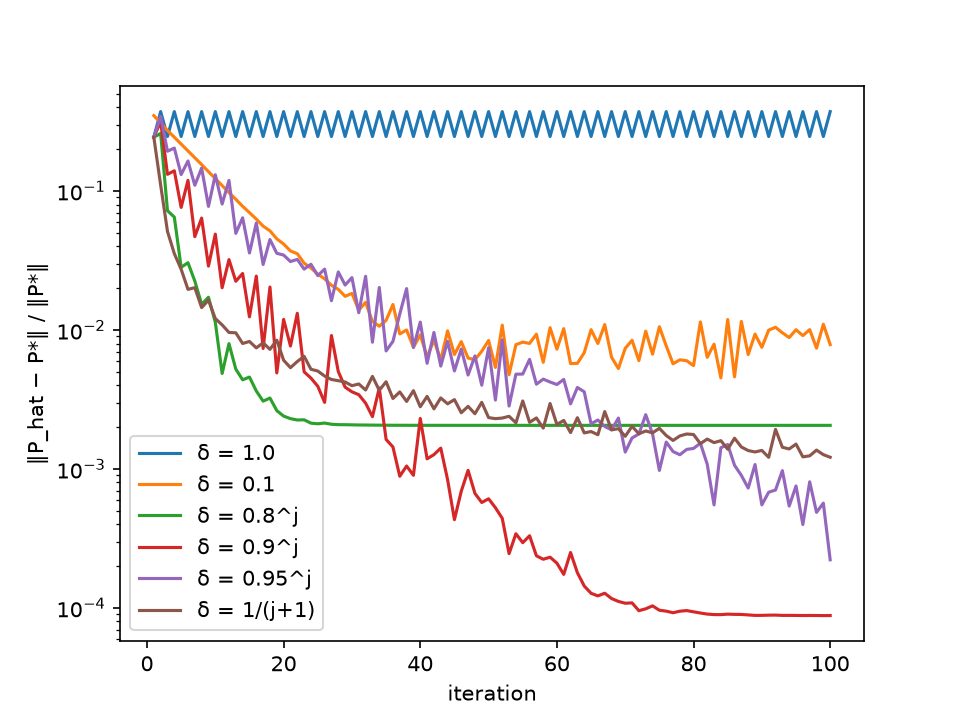 ‖P_hat − P*‖ / ‖P*‖
10⁻¹
10⁻²
10⁻³
10⁻⁴
δ = 1.0
δ = 0.1
δ = 0.8^j
δ = 0.9^j
δ = 0.95^j
δ = 1/(j+1)
0 20 40 60 80 100
iteration